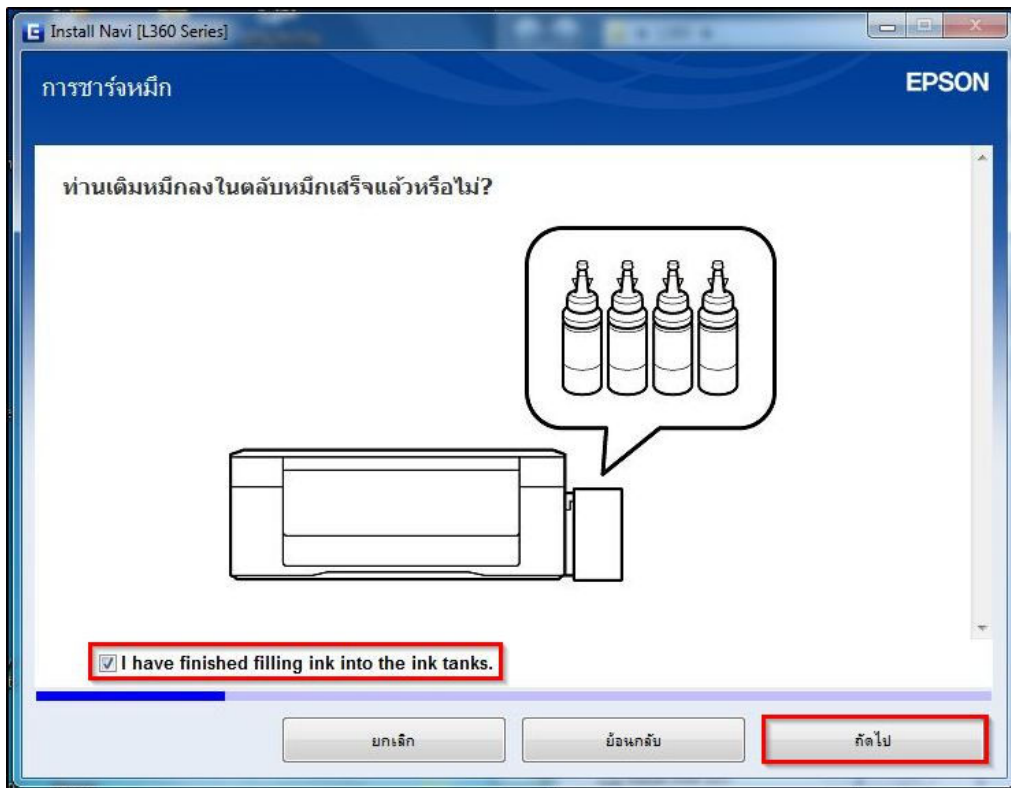 Install Navi [L360 Series]
การชาร์จหมึก
EPSON
ท่านเติมหมึกลงในตลับหมึกเสร็จแล้วหรือไม่?
I have finished filling ink into the ink tanks.
ยกเลิก
ย้อนกลับ
ถัดไป